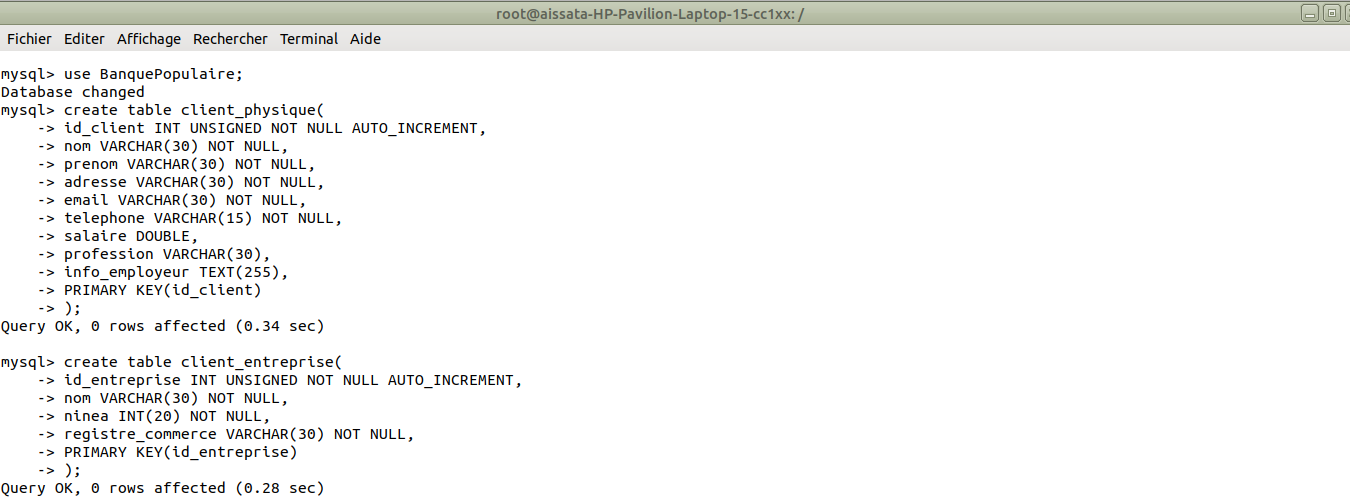 root@aissata-HP-Pavilion-Laptop-15-cc1xx: /
Fichier Editer Affichage Rechercher Terminal Aide
mysql> use BanquePopulaire;
Database changed
mysql> create table client_physique(
    -> id_client INT UNSIGNED NOT NULL AUTO_INCREMENT,
    -> nom VARCHAR(30) NOT NULL,
    -> prenom VARCHAR(30) NOT NULL,
    -> adresse VARCHAR(30) NOT NULL,
    -> email VARCHAR(30) NOT NULL,
    -> telephone VARCHAR(15) NOT NULL,
    -> salaire DOUBLE,
    -> profession VARCHAR(30),
    -> info_employeur TEXT(255),
    -> PRIMARY KEY(id_client)
    -> );
Query OK, 0 rows affected (0.34 sec)
mysql> create table client_entreprise(
    -> id_entreprise INT UNSIGNED NOT NULL AUTO_INCREMENT,
    -> nom VARCHAR(30) NOT NULL,
    -> ninea INT(20) NOT NULL,
    -> registre_commerce VARCHAR(30) NOT NULL,
    -> PRIMARY KEY(id_entreprise)
    -> );
Query OK, 0 rows affected (0.28 sec)